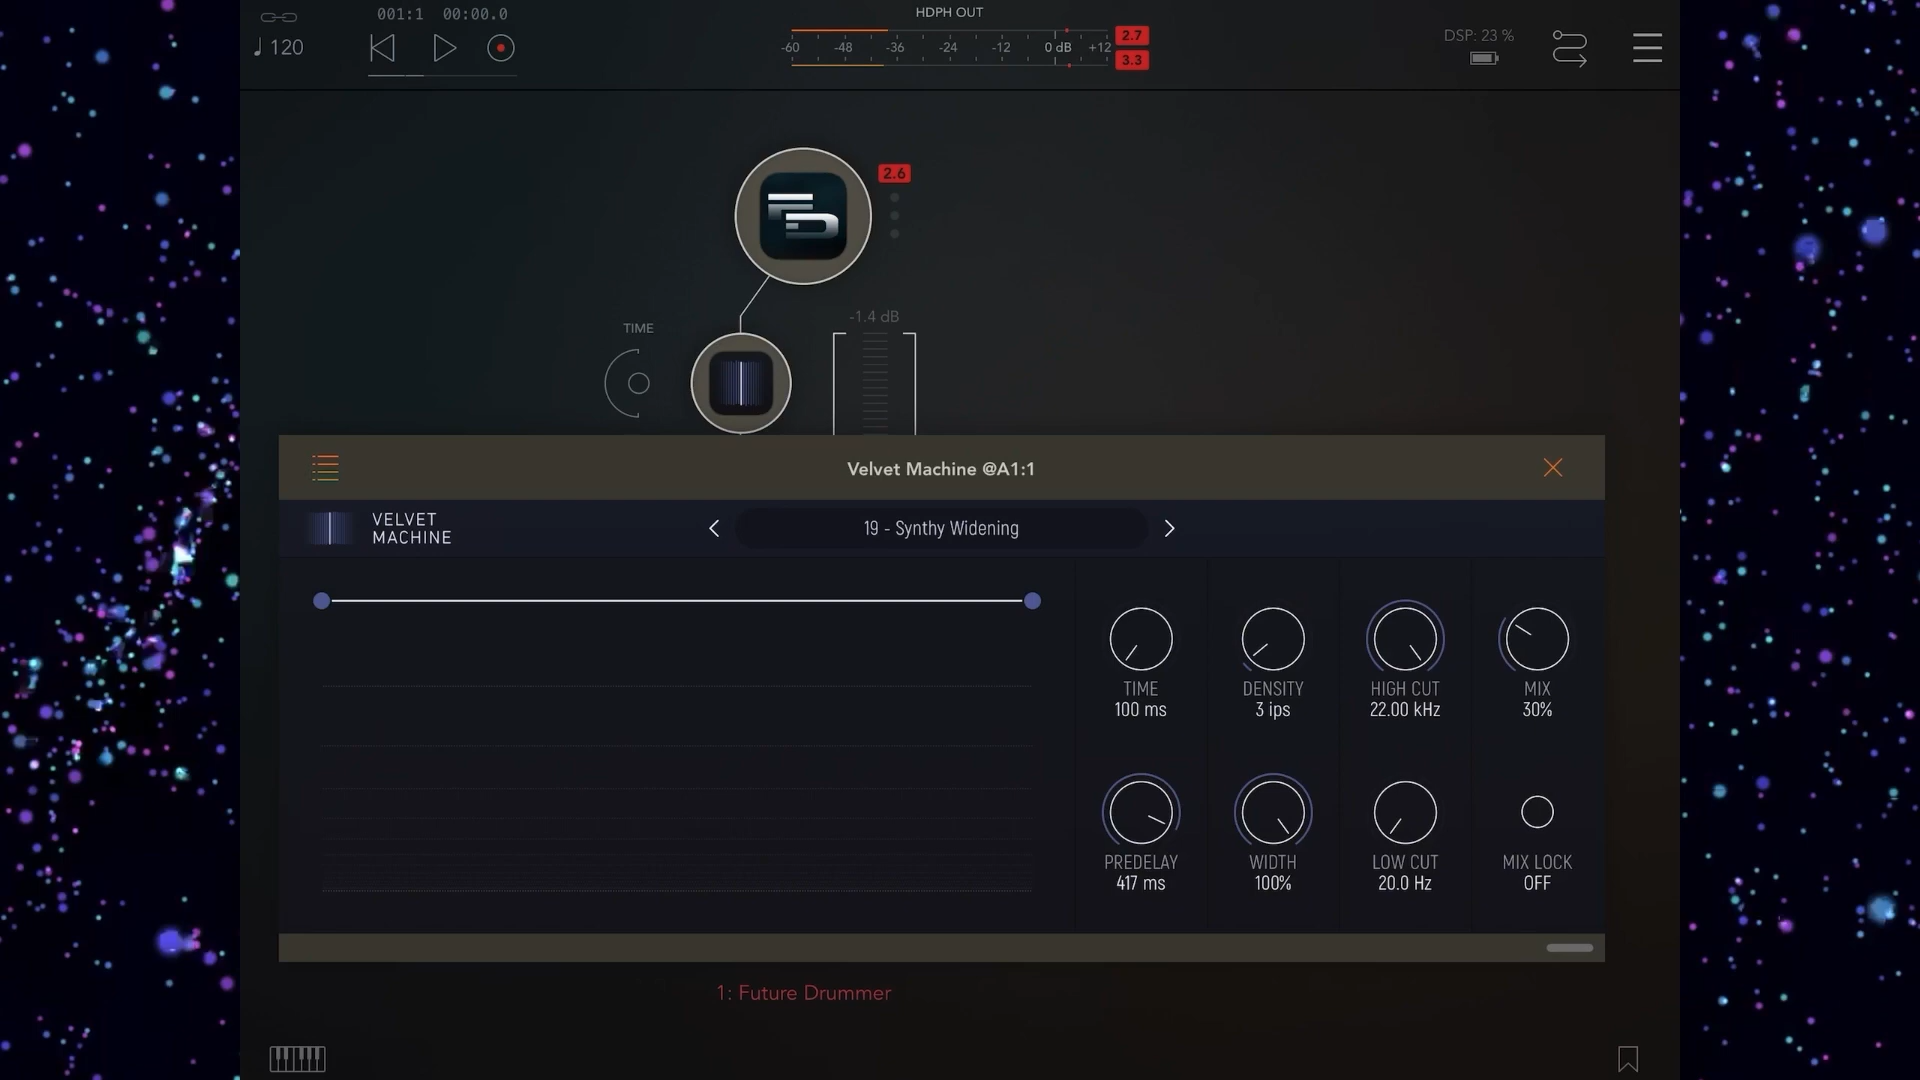 001:1 00:00.0
120
HDPH OUT
-60 -48 -36 -24 -12 0 dB +12
2.7
3.3
DSP: 23 %
2.6
-1.4 dB
TIME
Velvet Machine @A1:1
VELVET
MACHINE
19 - Synthy Widening
TIME
100 ms
DENSITY
3 ips
HIGH CUT
22.00 kHz
MIX
30%
PREDELAY
417 ms
WIDTH
100%
LOW CUT
20.0 Hz
MIX LOCK
OFF
1: Future Drummer